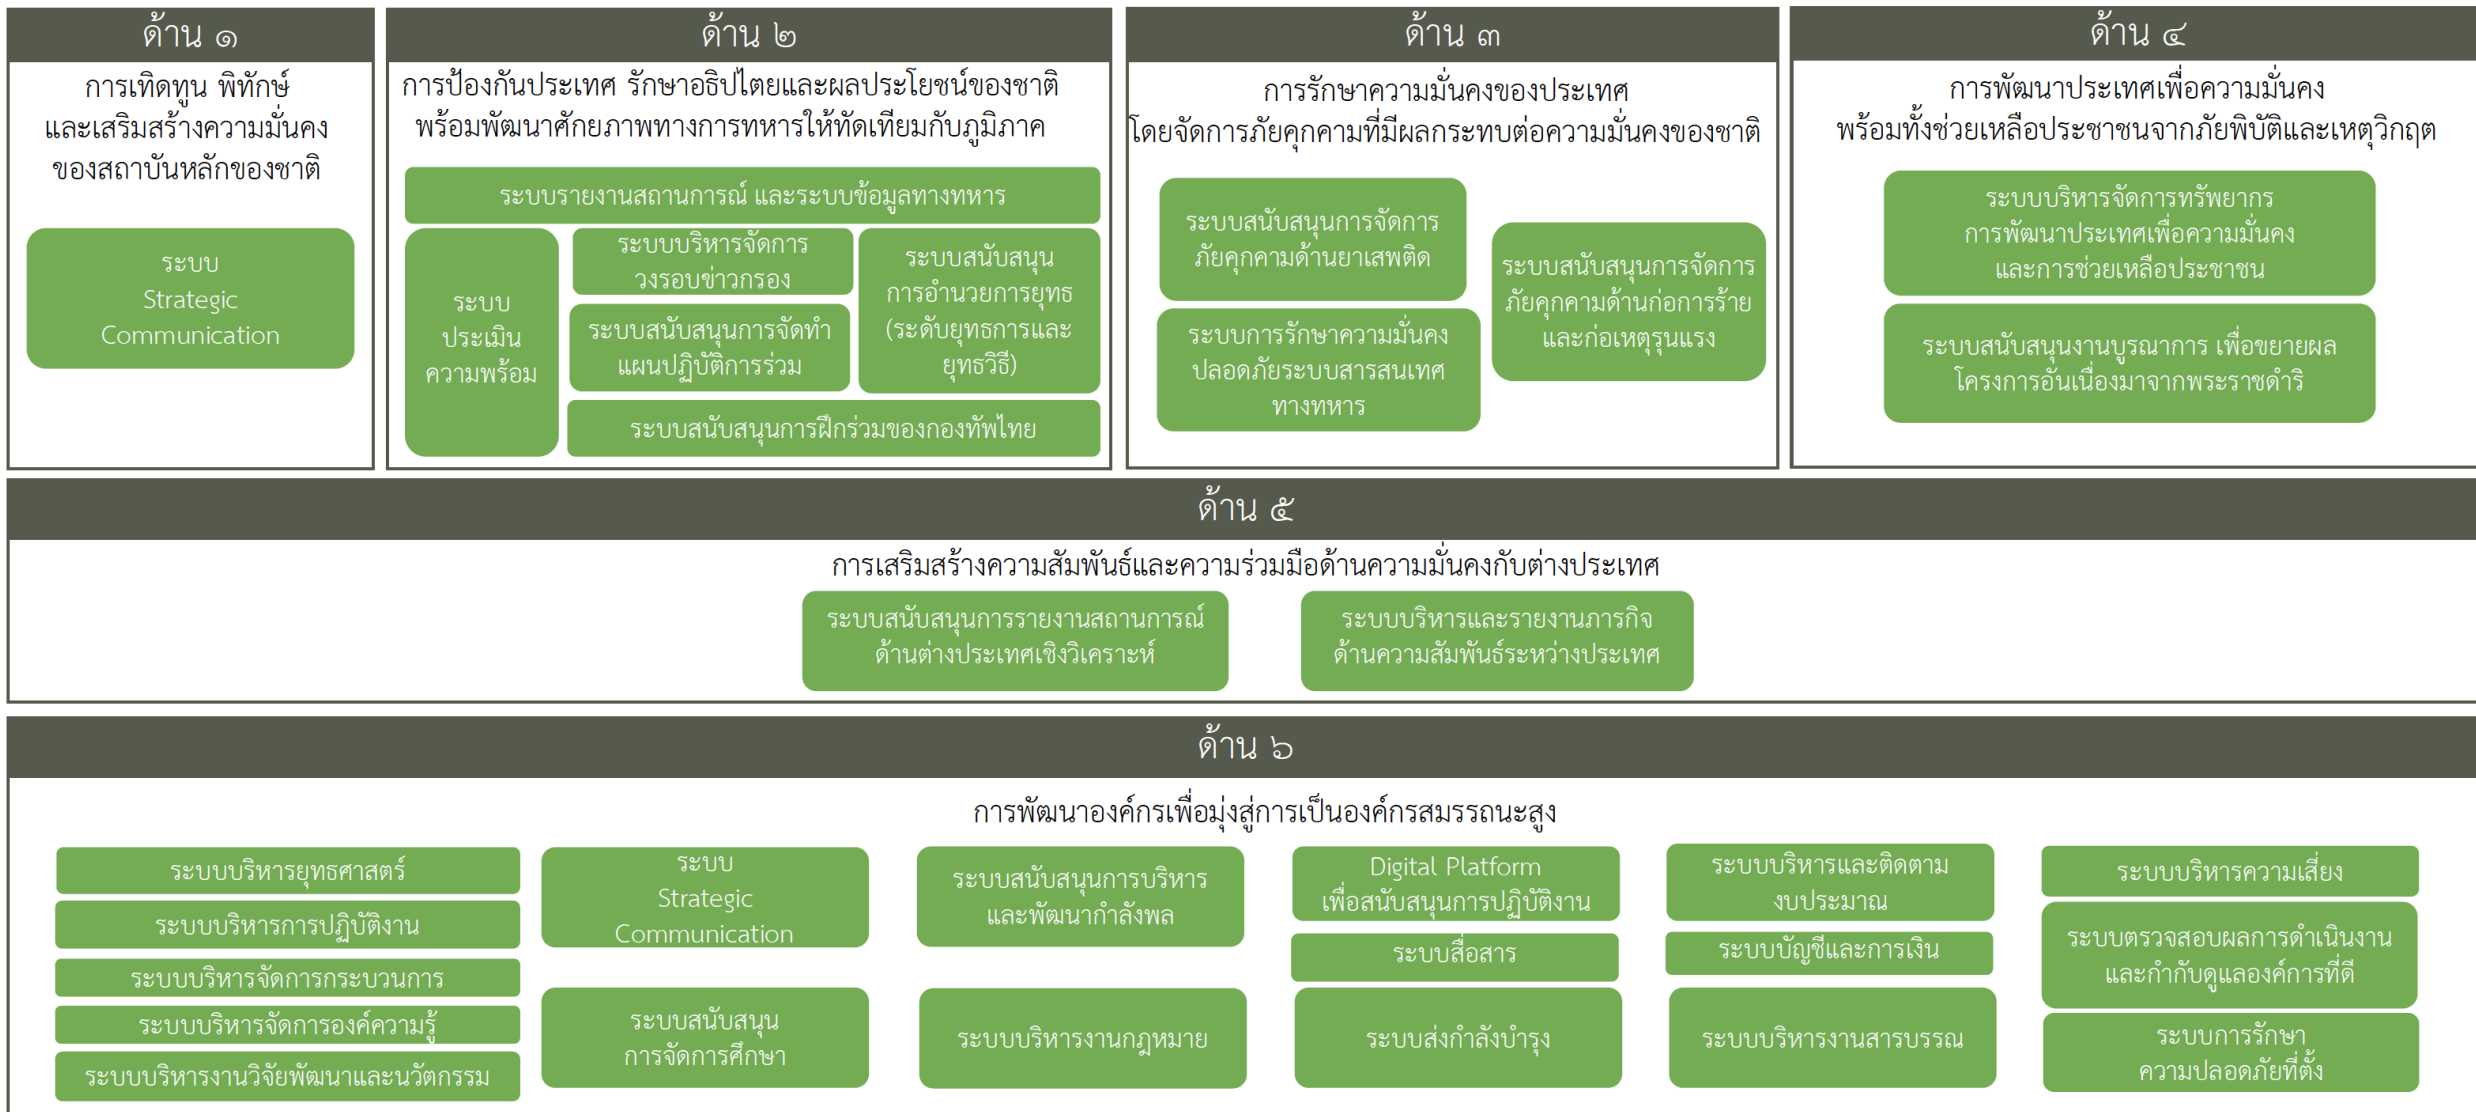 ด้าน ๑
การเทิดทูน พิทักษ์
และเสริมสร้างความมั่นคง
ของสถาบันหลักของชาติ
ระบบ
Strategic
Communication
ด้าน ๒
การป้องกันประเทศ รักษาอธิปไตยและผลประโยชน์ของชาติ
พร้อมพัฒนาศักยภาพทางการทหารให้ทัดเทียมกับภูมิภาค
ระบบรายงานสถานการณ์ และระบบข้อมูลทางทหาร
ระบบ
ประเมิน
ความพร้อม
ระบบบริหารจัดการ
วงรอบข่าวกรอง
ระบบสนับสนุนการจัดทำ
แผนปฏิบัติการร่วม
ระบบสนับสนุน
การอำนวยการยุทธ
(ระดับยุทธการและ
ยุทธวิธี)
ระบบสนับสนุนการฝึกร่วมของกองทัพไทย
ด้าน ๓
การรักษาความมั่นคงของประเทศ
โดยจัดการภัยคุกคามที่มีผลกระทบต่อความมั่นคงของชาติ
ระบบสนับสนุนการจัดการ
ภัยคุกคามด้านยาเสพติด
ระบบการรักษาความมั่นคง
ปลอดภัยระบบสารสนเทศ
ทางทหาร
ระบบสนับสนุนการจัดการ
ภัยคุกคามด้านก่อการร้าย
และก่อเหตุรุนแรง
ด้าน ๔
การพัฒนาประเทศเพื่อความมั่นคง
พร้อมทั้งช่วยเหลือประชาชนจากภัยพิบัติและเหตุวิกฤต
ระบบบริหารจัดการทรัพยากร
การพัฒนาประเทศเพื่อความมั่นคง
และการช่วยเหลือประชาชน
ระบบสนับสนุนงานบูรณาการ เพื่อขยายผล
โครงการอันเนื่องมาจากพระราชดำริ
ด้าน ๕
การเสริมสร้างความสัมพันธ์และความร่วมมือด้านความมั่นคงกับต่างประเทศ
ระบบสนับสนุนการรายงานสถานการณ์
ด้านต่างประเทศเชิงวิเคราะห์
ระบบบริหารและรายงานภารกิจ
ด้านความสัมพันธ์ระหว่างประเทศ
ด้าน ๖
การพัฒนาองค์กรเพื่อมุ่งสู่การเป็นองค์กรสมรรถนะสูง
ระบบบริหารยุทธศาสตร์
ระบบบริหารการปฏิบัติงาน
ระบบบริหารจัดการกระบวนการ
ระบบบริหารจัดการองค์ความรู้
ระบบบริหารงานวิจัยพัฒนาและนวัตกรรม
ระบบ
Strategic
Communication
ระบบสนับสนุน
การจัดการศึกษา
ระบบสนับสนุนการบริหาร
และพัฒนากำลังพล
ระบบบริหารงานกฎหมาย
Digital Platform
เพื่อสนับสนุนการปฏิบัติงาน
ระบบสื่อสาร
ระบบส่งกำลังบำรุง
ระบบบริหารและติดตาม
งบประมาณ
ระบบบัญชีและการเงิน
ระบบบริหารงานสารบรรณ
ระบบบริหารความเสี่ยง
ระบบตรวจสอบผลการดำเนินงาน
และกำกับดูแลองค์การที่ดี
ระบบการรักษา
ความปลอดภัยที่ตั้ง